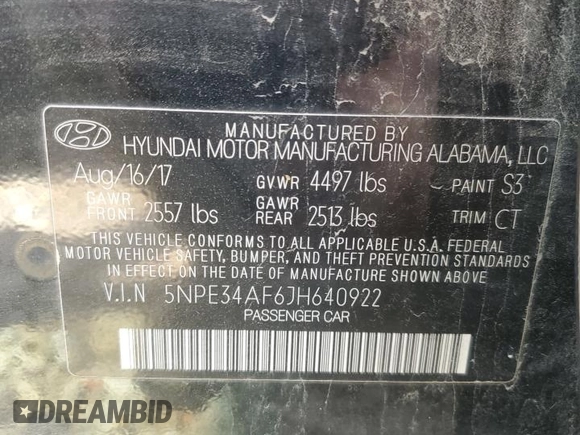 MANUFACTURED BY
HYUNDAI MOTOR MANUFACTURING ALABAMA, LLC
Aug/16/17 GVWR 4497 lbs PAINT S3
GAWR FRONT 2557 lbs GAWR REAR 2513 lbs TRIM CT
THIS VEHICLE CONFORMS TO ALL APPLICABLE U.S.A. FEDERAL
MOTOR VEHICLE SAFETY, BUMPER, AND THEFT PREVENTION STANDARDS
IN EFFECT ON THE DATE OF MANUFACTURE SHOWN ABOVE.
V.I.N 5NPE34AF6JH640922
PASSENGER CAR
DREAMBID